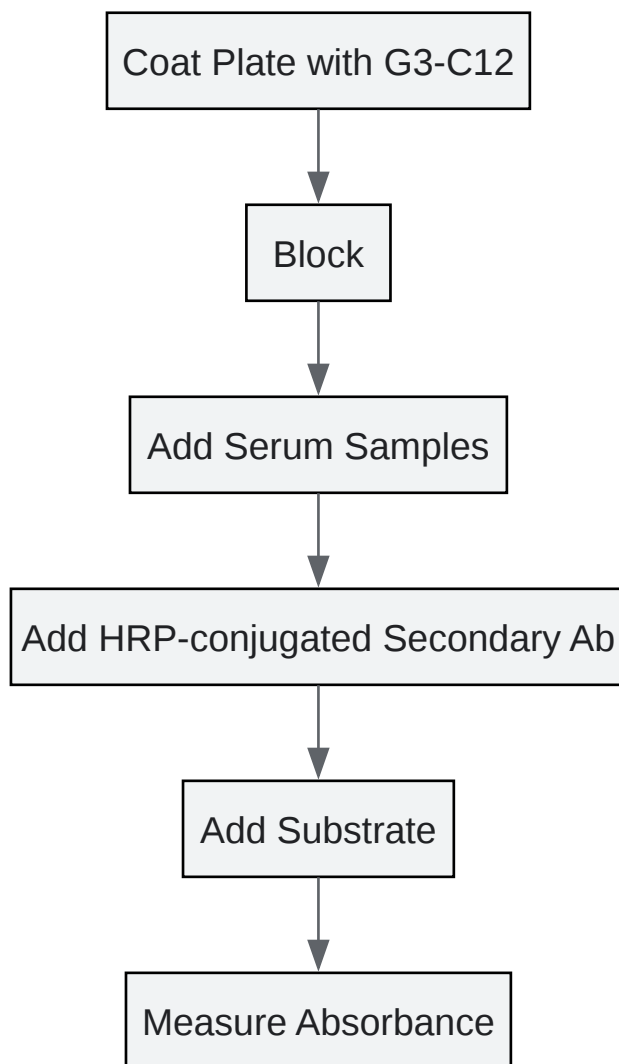 Coat Plate with G3-C12
Block
Add Serum Samples
Add HRP-conjugated Secondary Ab
Add Substrate
Measure Absorbance